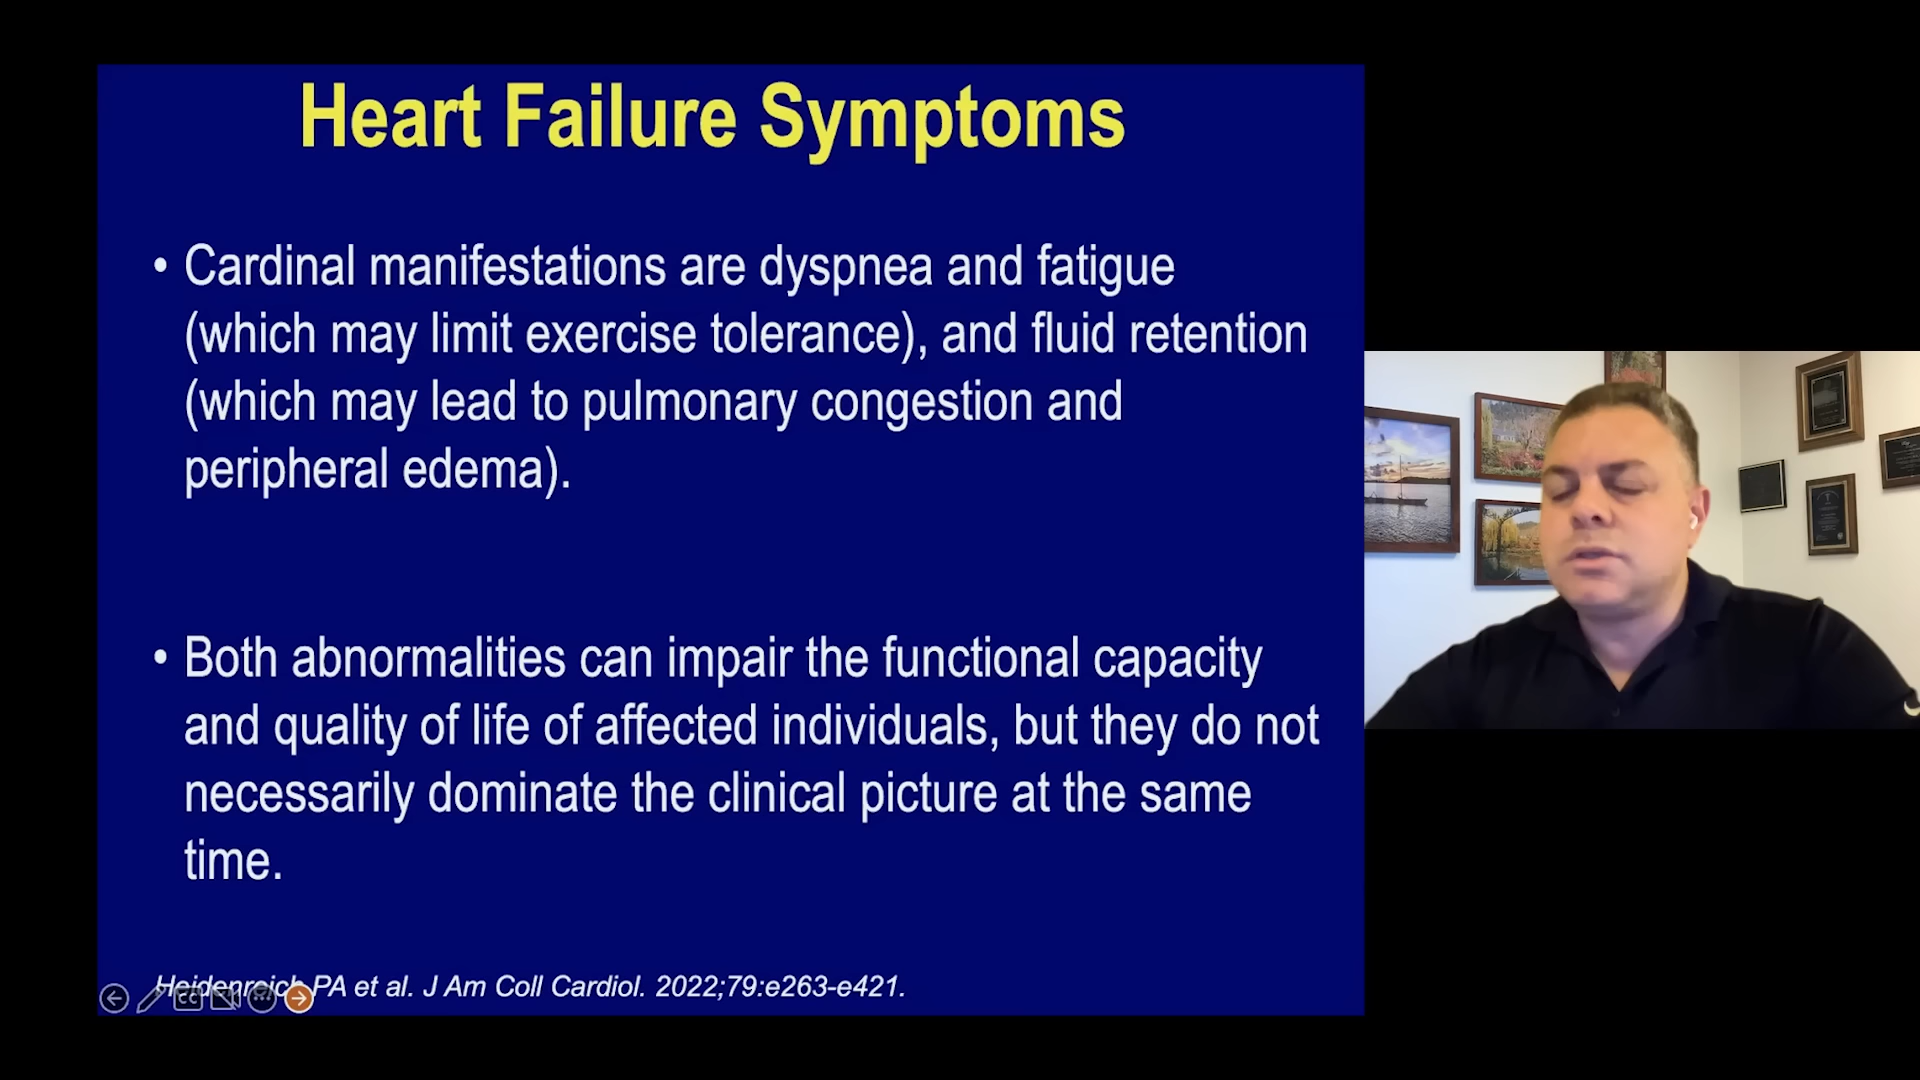 Heart Failure Symptoms
• Cardinal manifestations are dyspnea and fatigue
(which may limit exercise tolerance), and fluid retention
(which may lead to pulmonary congestion and
peripheral edema).
• Both abnormalities can impair the functional capacity
and quality of life of affected individuals, but they do not
necessarily dominate the clinical picture at the same
time.
Heidenreich PA et al. J Am Coll Cardiol. 2022;79:e263-e421.
CC